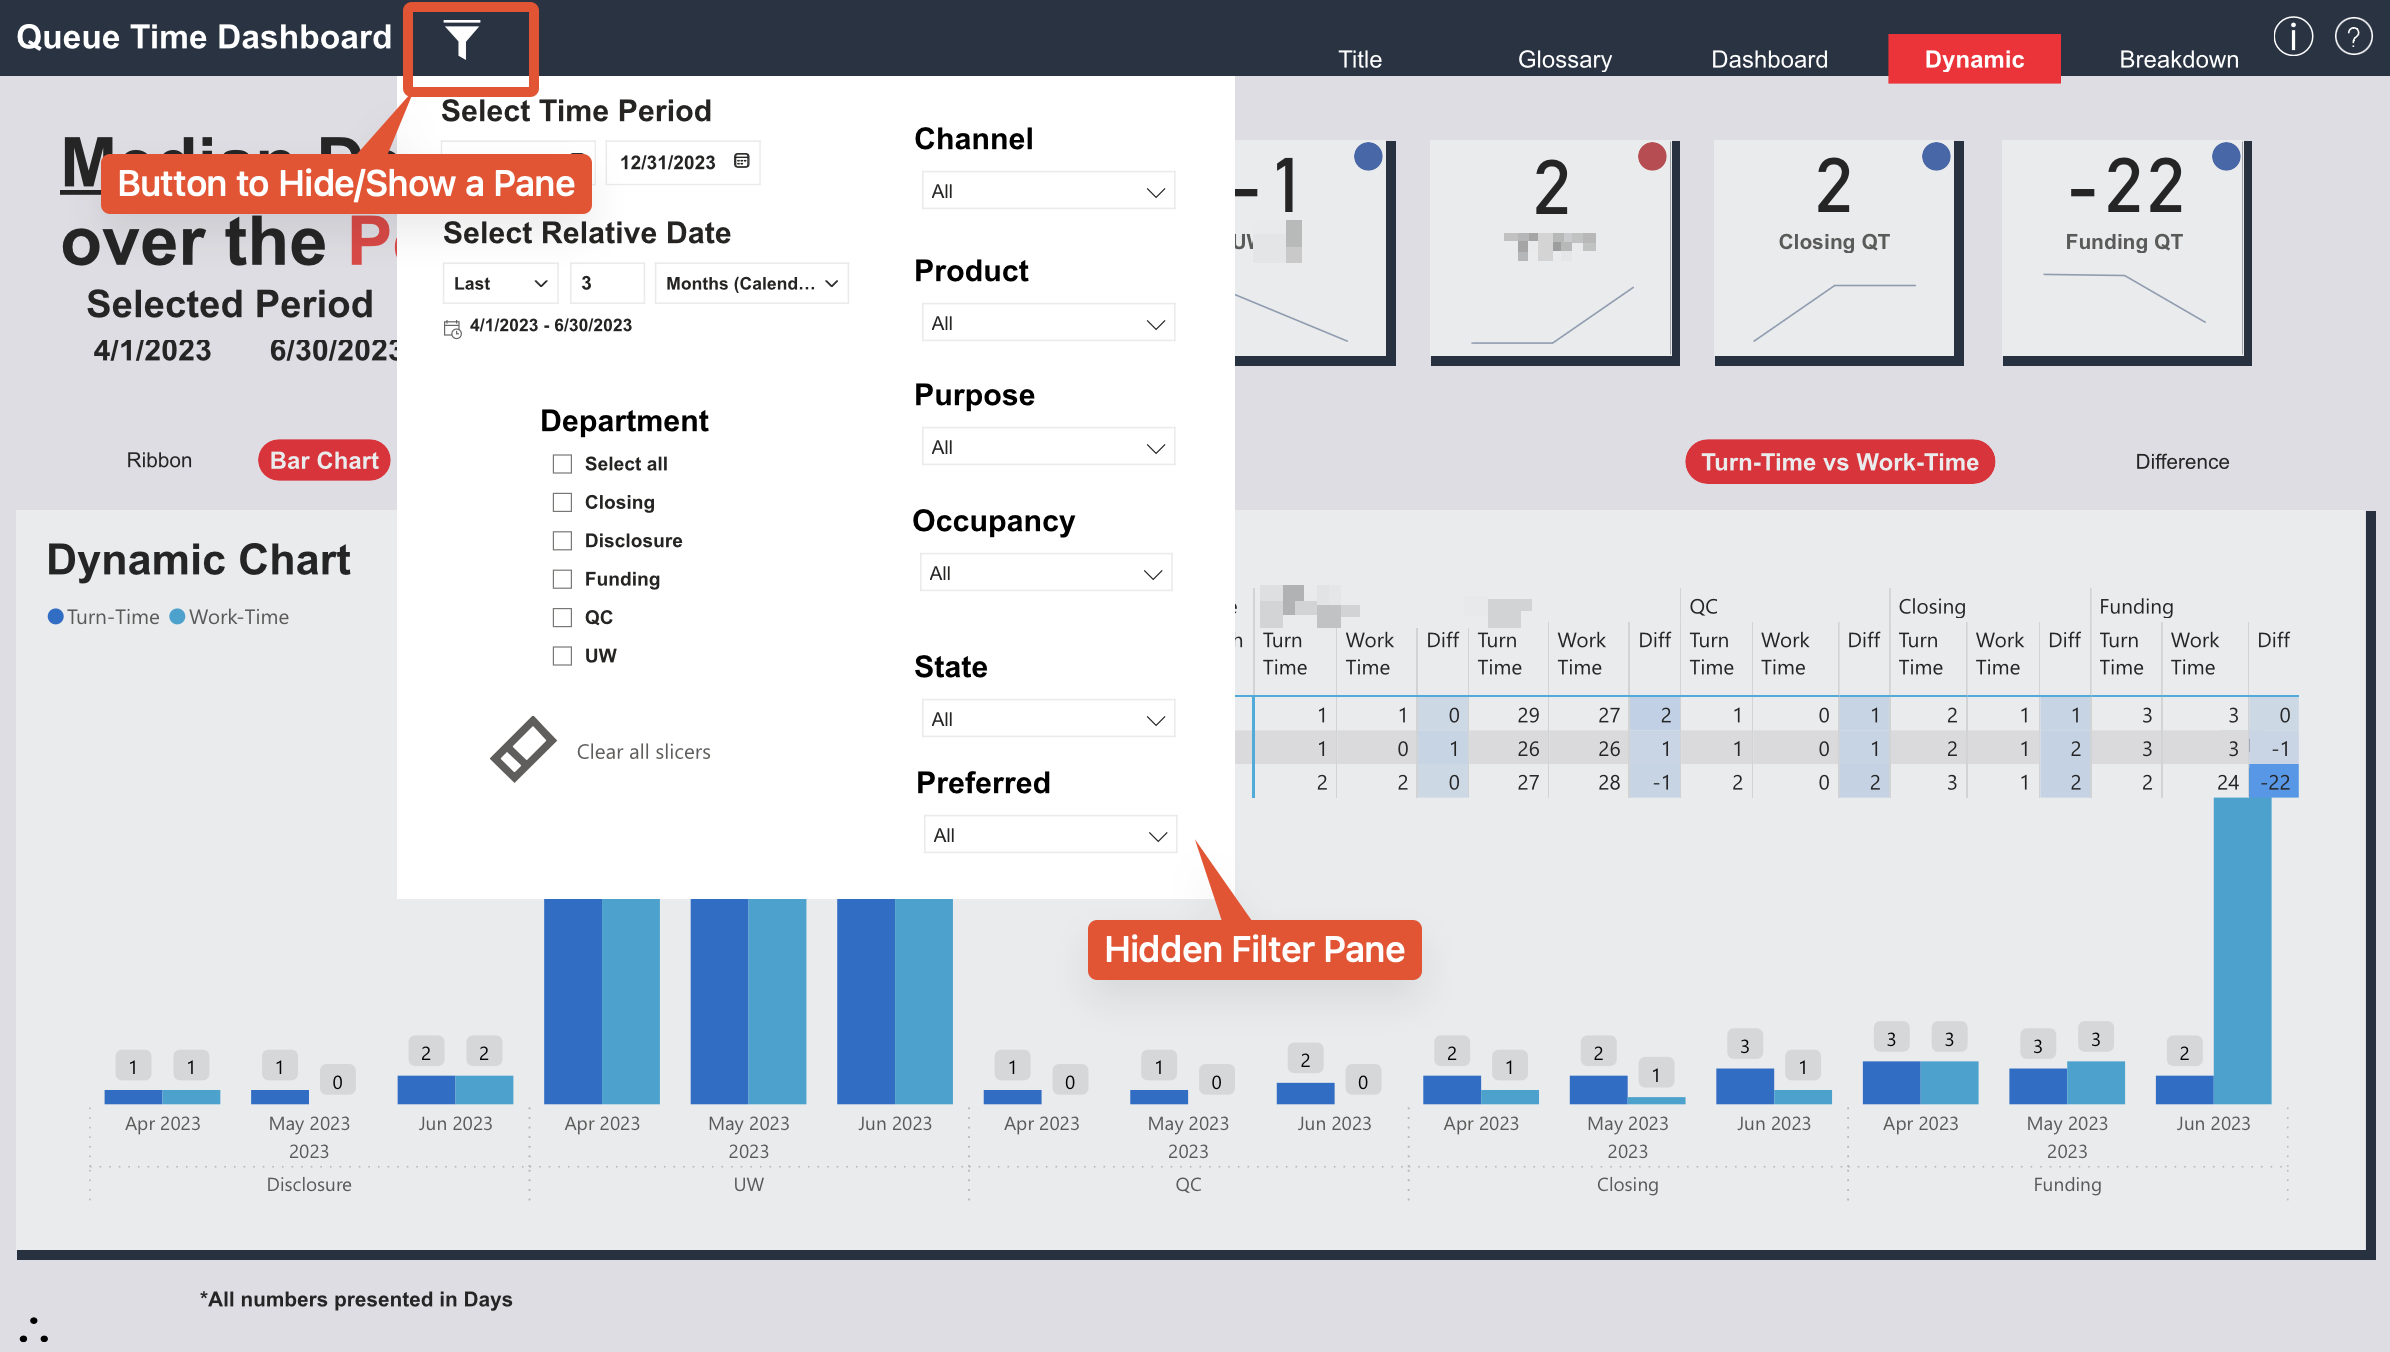 Queue Time Dashboard
Title
Glossary
Dashboard
Dynamic
Breakdown
Button to Hide/Show a Pane
over the
Selected Period
4/1/2023 6/30/2023
Ribbon
Bar Chart
Select Time Period
12/31/2023
Select Relative Date
Last
3
Months (Calend...
4/1/2023 - 6/30/2023
Department
Select all
Closing
Disclosure
Funding
QC
UW
Clear all slicers
Channel
All
Product
All
Purpose
All
Occupancy
All
State
All
Preferred
All
Hidden Filter Pane
-1
2
2
Closing QT
-22
Funding QT
Turn-Time vs Work-Time
Difference
Dynamic Chart
Turn-Time Work-Time
QC Closing Funding
Turn Time Work Time Diff Turn Time Work Time Diff Turn Time Work Time Diff Turn Time Work Time Diff Turn Time Work Time Diff
1 1 0 29 27 2 1 0 1 2 1 1 3 3 0
1 0 1 26 26 1 1 0 1 2 1 2 3 3 -1
2 2 0 27 28 -1 2 0 2 3 1 2 2 24 -22
1 1 1 0 2 2 1 0 1 0 2 0 2 1 2 1 3 1 3 3 3 3 2
Apr 2023 May 2023 Jun 2023 Apr 2023 May 2023 Jun 2023 Apr 2023 May 2023 Jun 2023 Apr 2023 May 2023 Jun 2023 Apr 2023 May 2023 Jun 2023
2023 2023 2023 2023 2023
Disclosure UW QC Closing Funding
*All numbers presented in Days